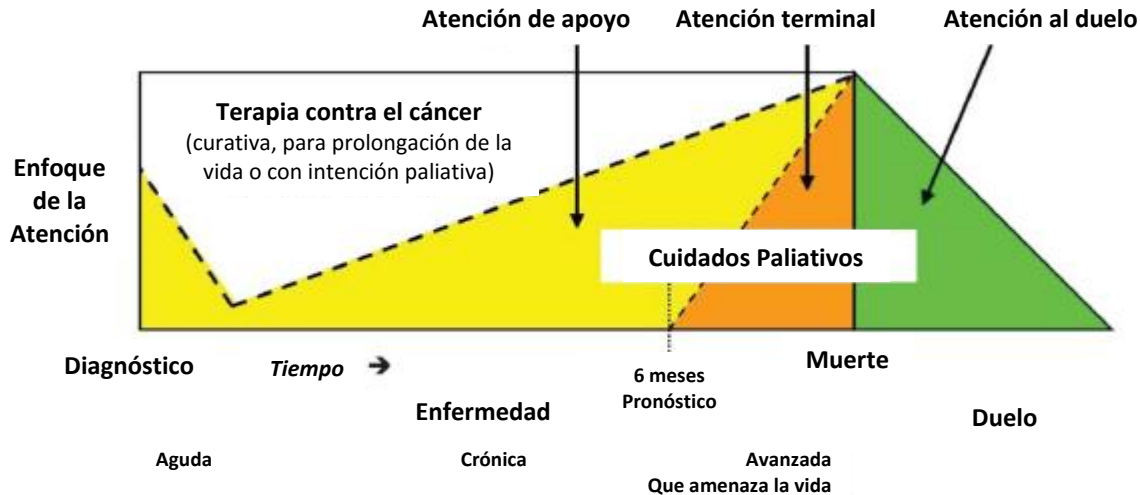 Atención de apoyo
Atención terminal
Atención al duelo
Terapia contra el cáncer
(curativa, para prolongación de la
vida o con intención paliativa)
Enfoque
de la
Atención
Cuidados Paliativos
Diagnóstico
Tiempo →
6 meses
Pronóstico
Muerte
Enfermedad
Duelo
Aguda
Crónica
Avanzada
Que amenaza la vida